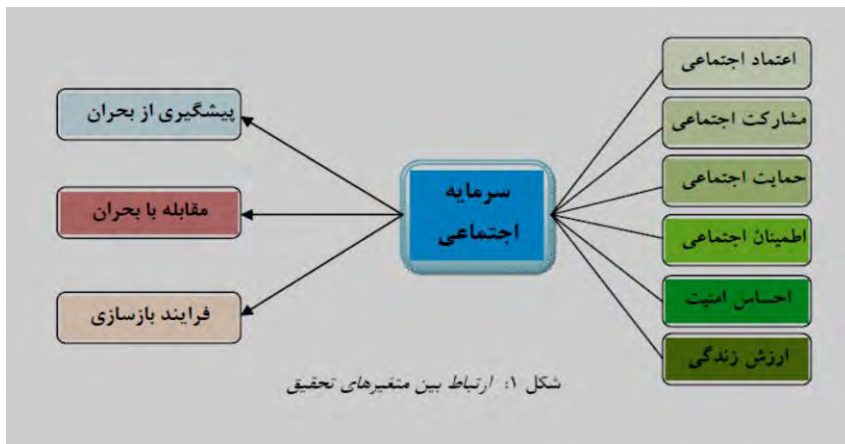 اعتماد اجتماعی
مشارکت اجتماعی
حمایت اجتماعی
اطمینان اجتماعی
احساس امنیت
ارزش زندگی
سرمایه
اجتماعی
پیشگیری از بحران
مقابله با بحران
فرایند بازسازی
شکل ۱: ارتباط بین متغیرهای تحقیق